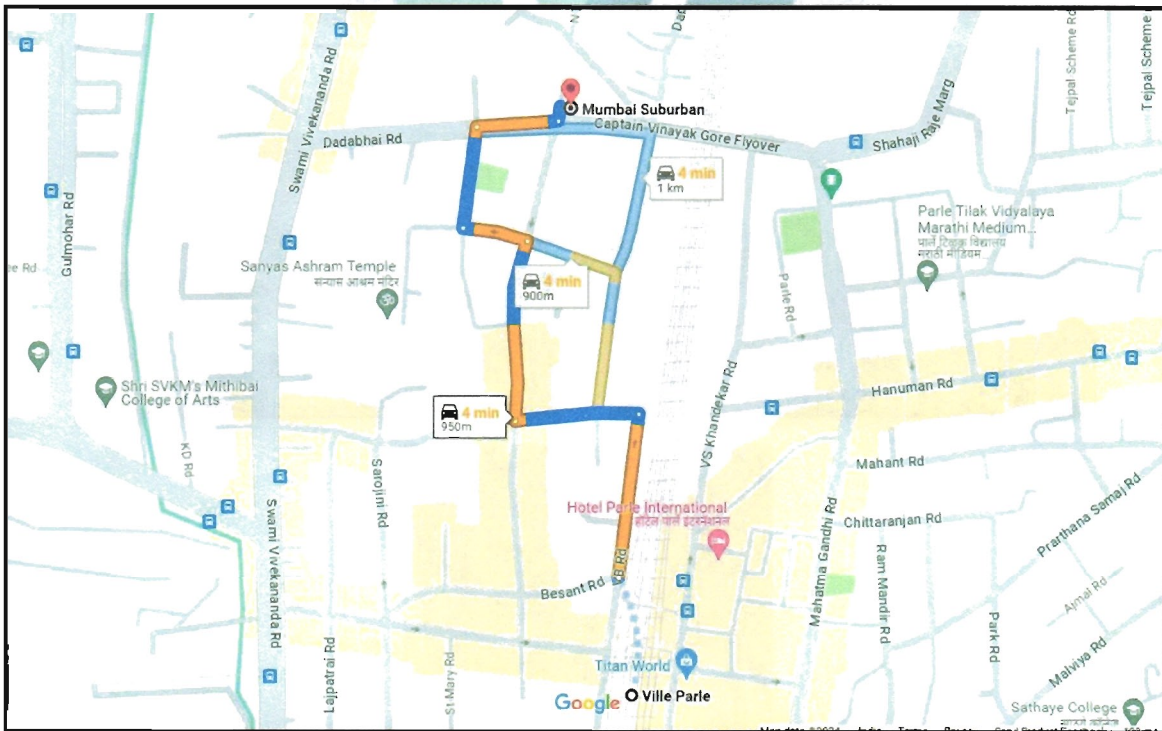 Mumbai Suburban
Captain Vinayak Gore Flyover
Dadabhai Rd
Shahaji Raje Marg
Tejpal Scheme Rd
Tejpal Scheme
Swami Vivekananda Rd
Gulmohar Rd
4 min
1 km
Parle Tilak Vidyalaya
Marathi Medium...
पार्ले टिळक विद्यालय
मराठी मीडियम...
Sanyas Ashram Temple
सन्यास आश्रम मंदिर
ee Rd
4 min
900m
Parle Rd
Shri SVKM's Mithibai
College of Arts
4 min
950m
VS Khandekar Rd
Hanuman Rd
KD Rd
Sarojini Rd
Mahant Rd
Prarthana Samaj Rd
Hotel Parle International
हॉटेल पार्ले इंटरनॅशनल
Chittaranjan Rd
Swami Vivekananda Rd
Mahatma Gandhi Rd
Ram Mandir Rd
Besant Rd
Ajmal Rd
Park Rd
Malviya Rd
Lajpatrai Rd
St Mary Rd
Titan World
Google
Ville Parle
Sathaye College